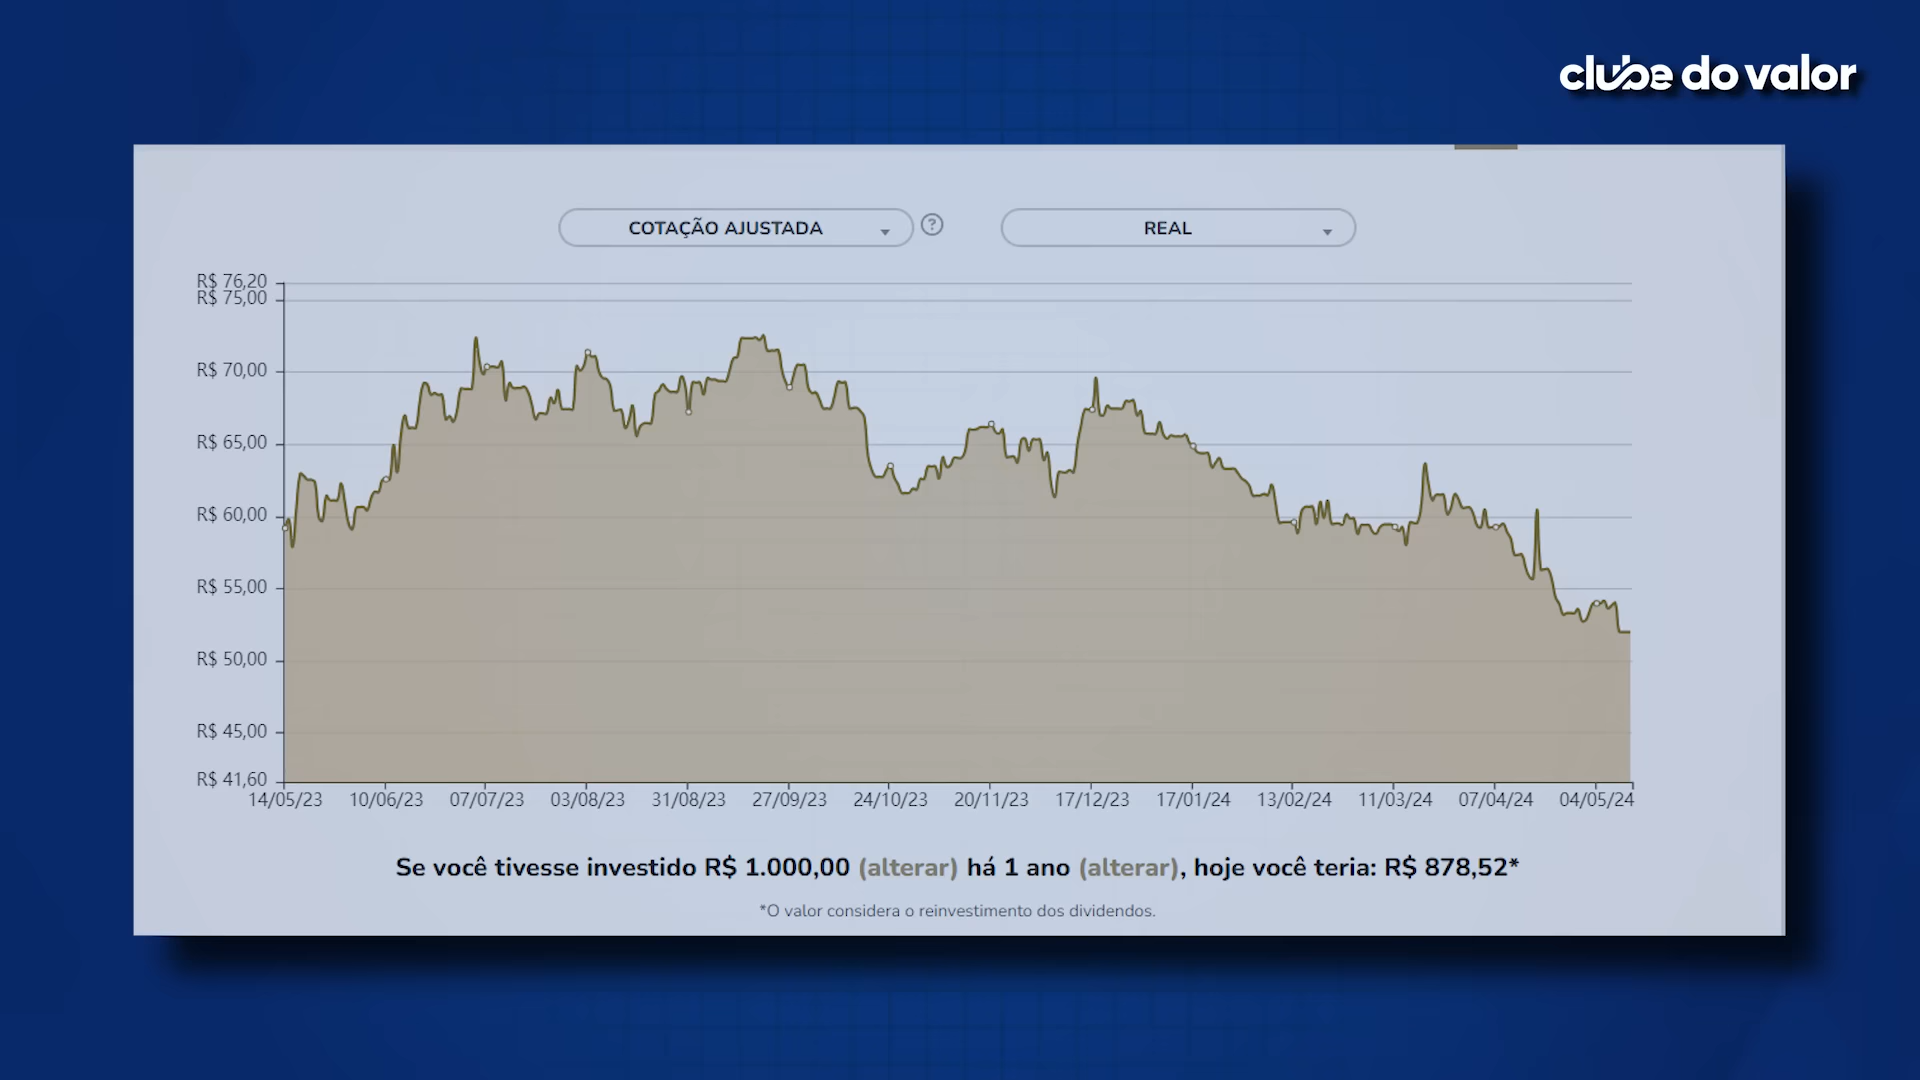 clube do valor
COTAÇÃO AJUSTADA ? REAL
R$ 76,20
R$ 75,00
R$ 70,00
R$ 65,00
R$ 60,00
R$ 55,00
R$ 50,00
R$ 45,00
R$ 41,60
14/05/23 10/06/23 07/07/23 03/08/23 31/08/23 27/09/23 24/10/23 20/11/23 17/12/23 17/01/24 13/02/24 11/03/24 07/04/24 04/05/24
Se você tivesse investido R$ 1.000,00 (alterar) há 1 ano (alterar), hoje você teria: R$ 878,52*
*O valor considera o reinvestimento dos dividendos.